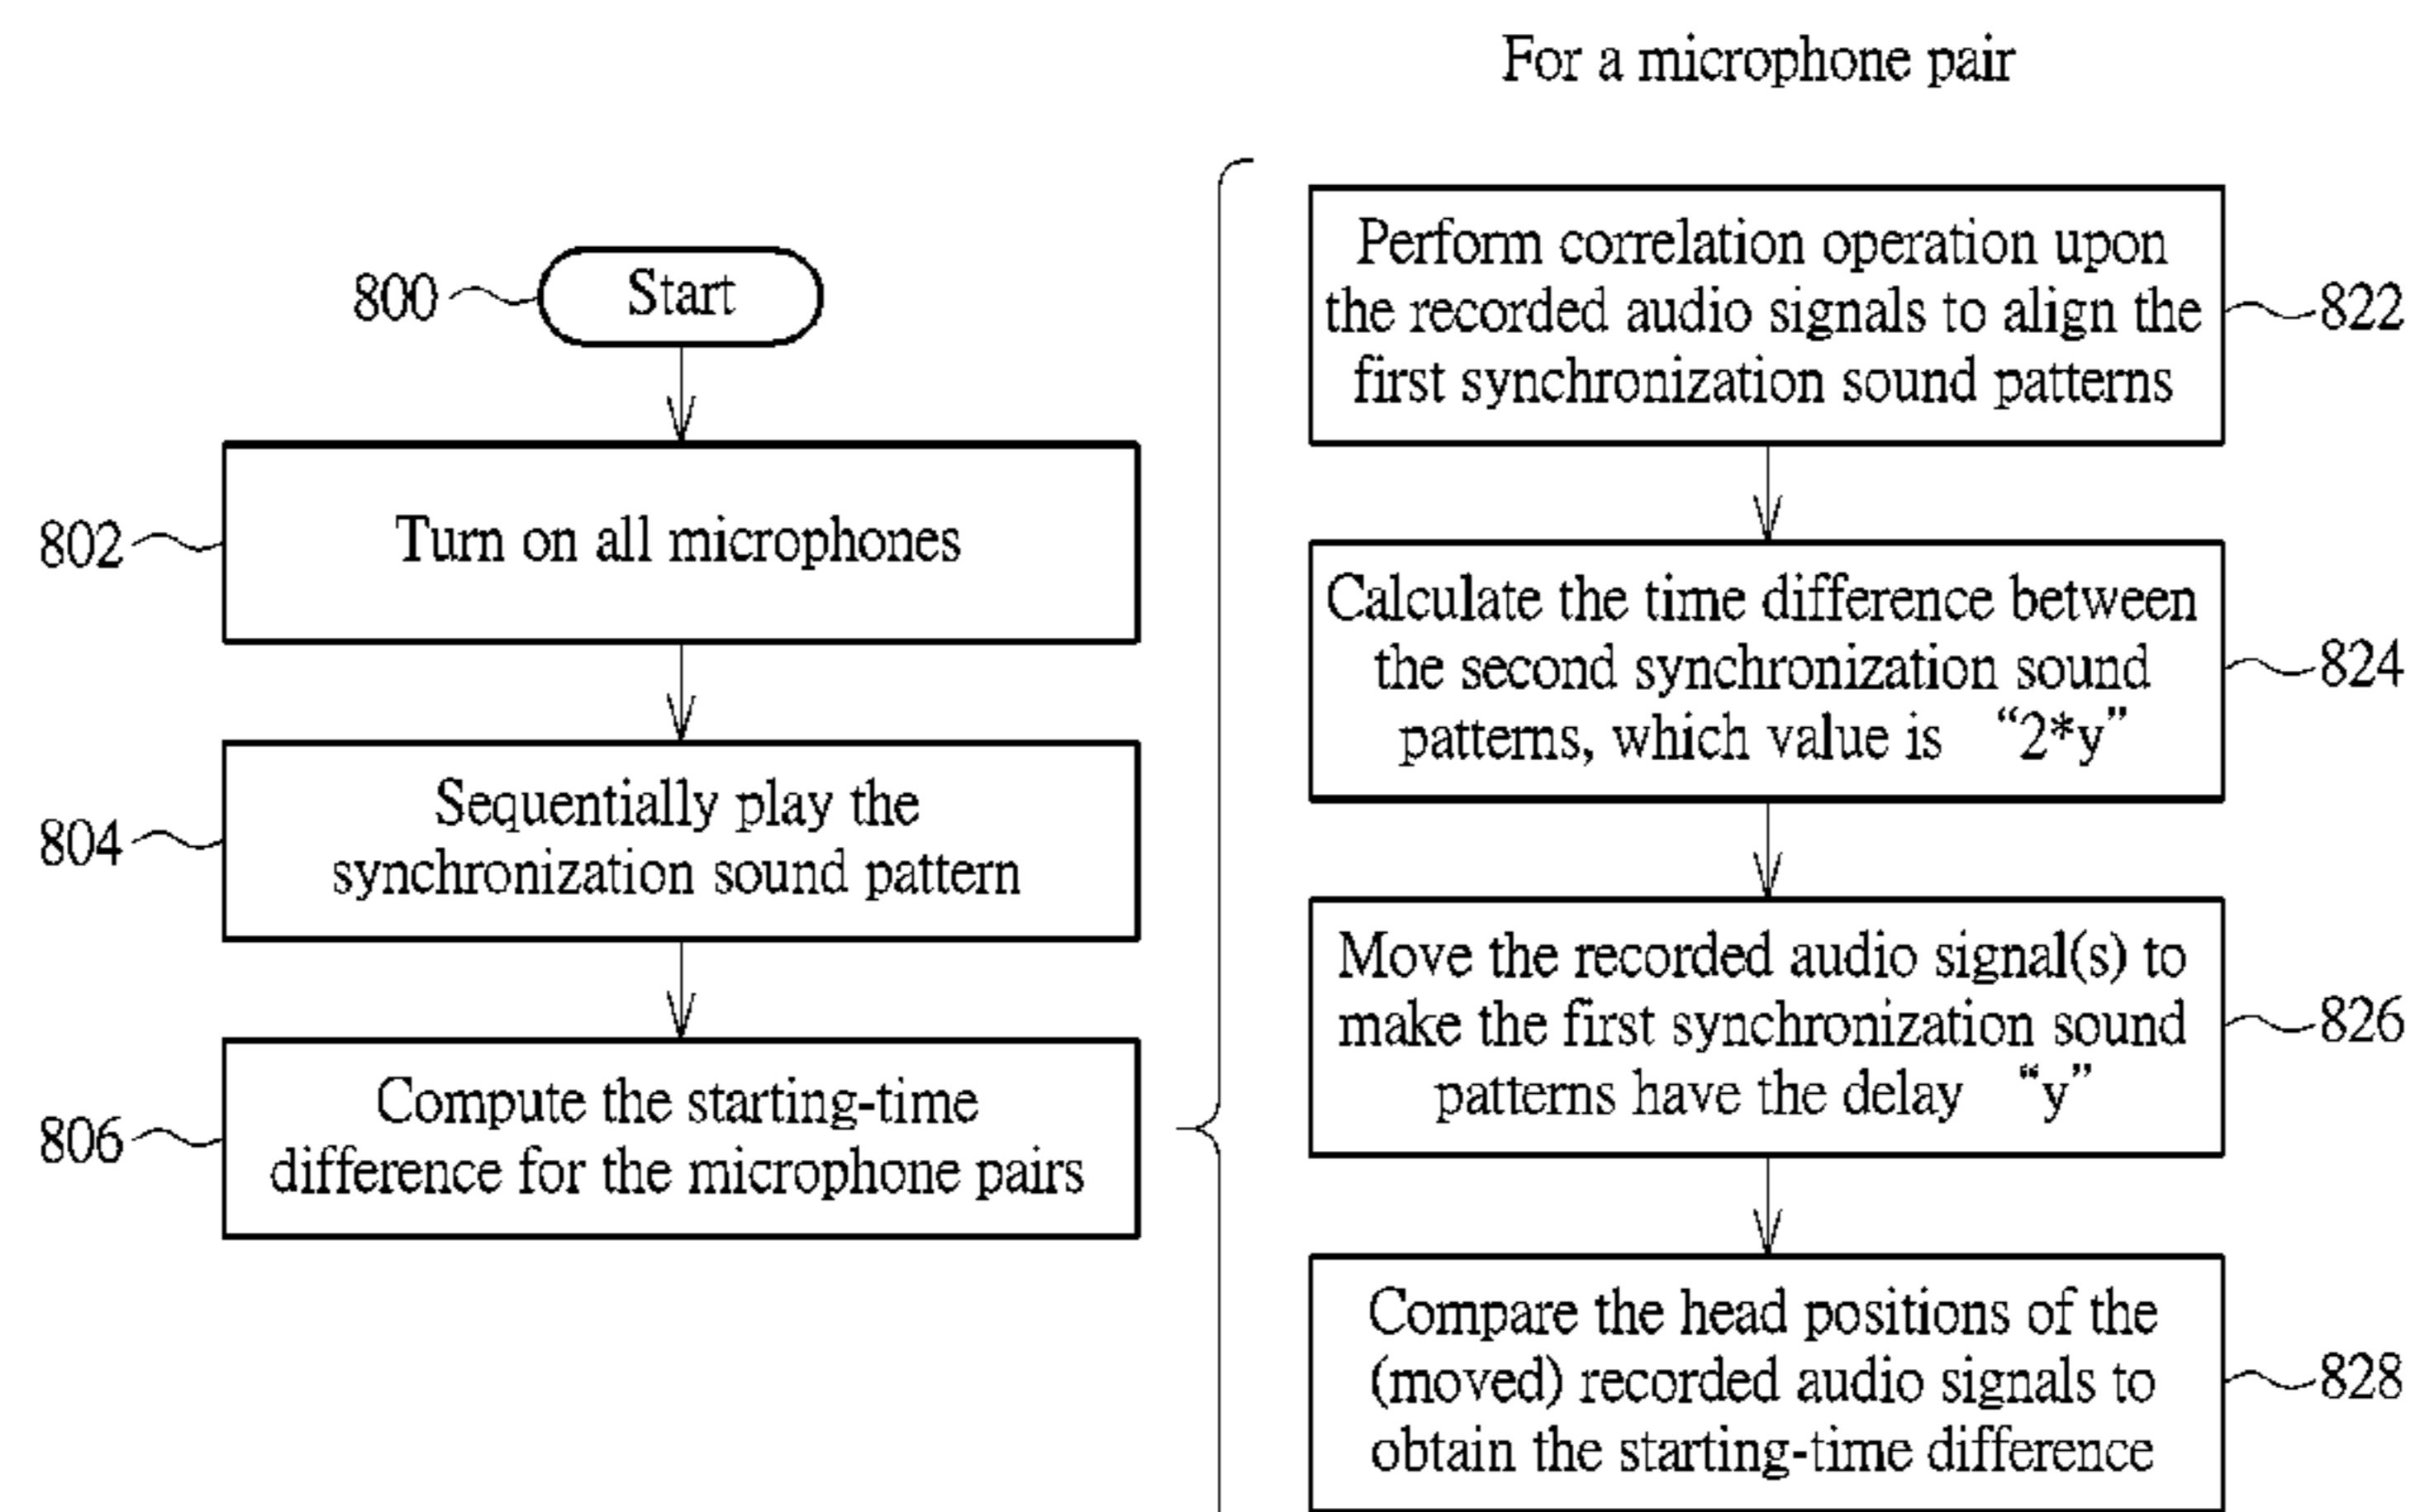 For a microphone pair
800
Start
802
Turn on all microphones
804
Sequentially play the
synchronization sound pattern
806
Compute the starting-time
difference for the microphone pairs
Perform correlation operation upon
the recorded audio signals to align the
first synchronization sound patterns
822
Calculate the time difference between
the second synchronization sound
patterns, which value is “2*y”
824
Move the recorded audio signal(s) to
make the first synchronization sound
patterns have the delay “y”
826
Compare the head positions of the
(moved) recorded audio signals to
obtain the starting-time difference
828